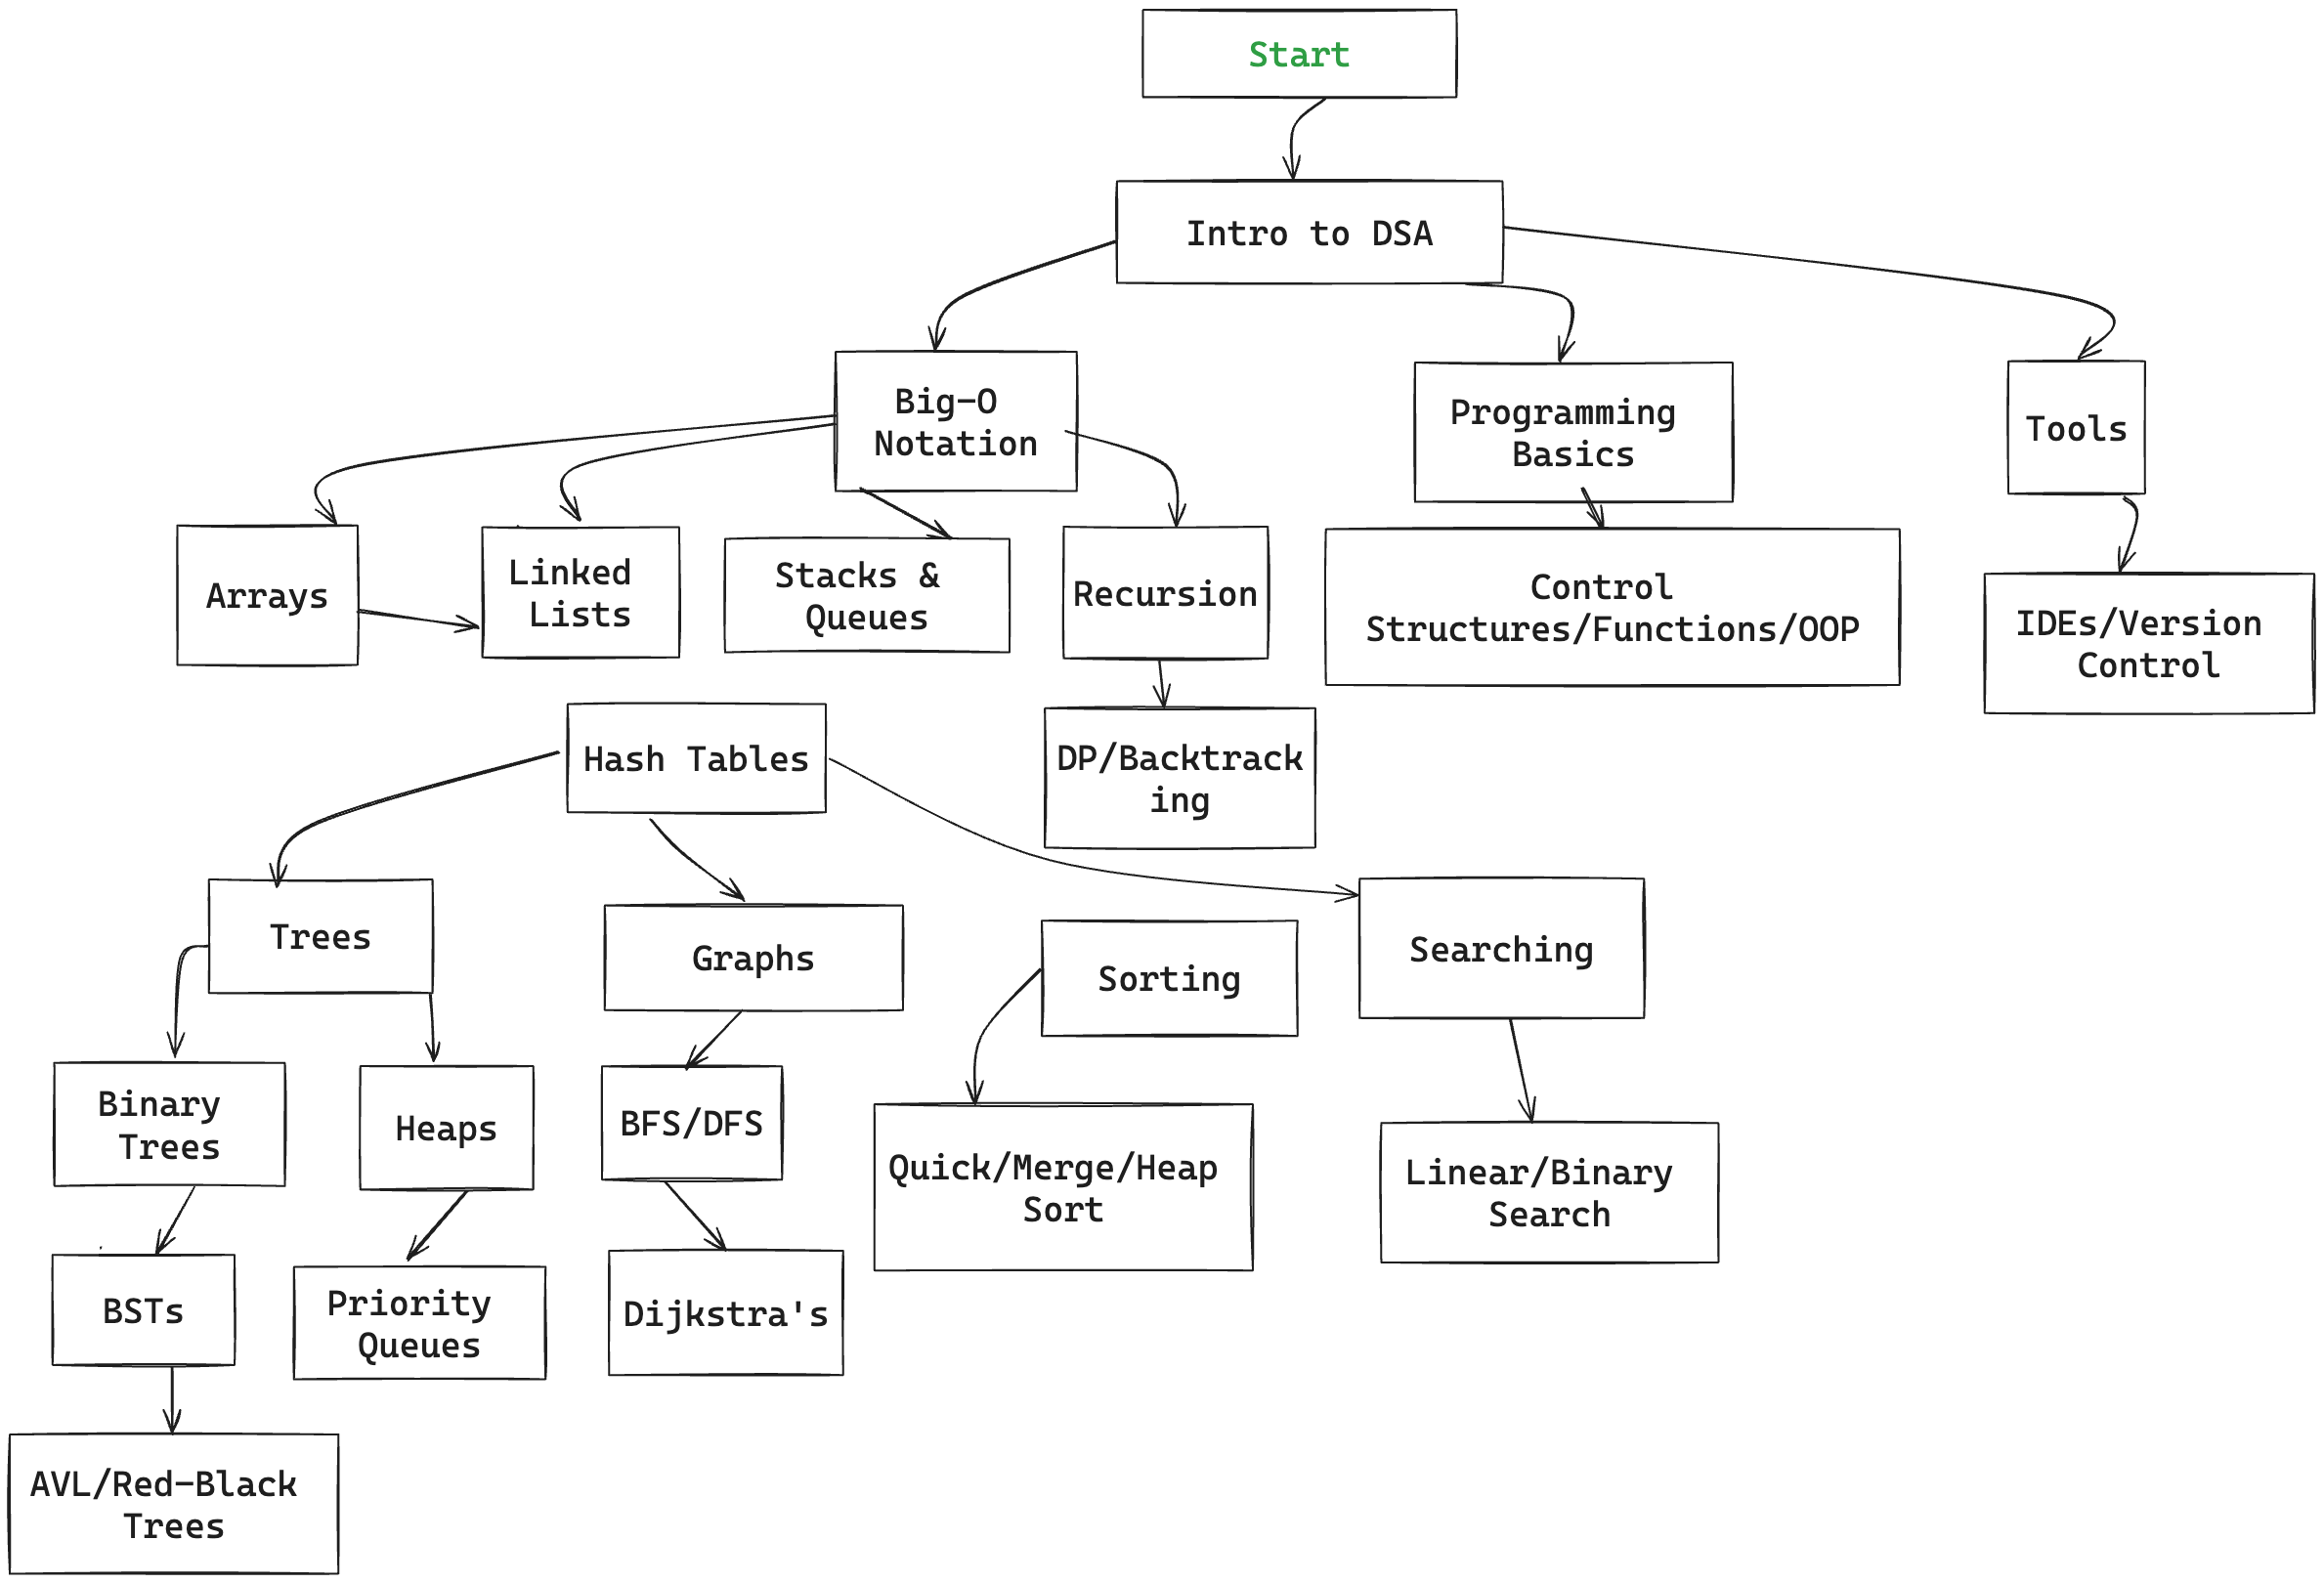 Start
Intro to DSA
Big-O
Notation
Programming
Basics
Tools
Arrays
Linked
Lists
Stacks &
Queues
Recursion
Control
Structures/Functions/OOP
IDEs/Version
Control
Hash Tables
DP/Backtrack
ing
Trees
Graphs
Sorting
Searching
Binary
Trees
Heaps
BFS/DFS
Quick/Merge/Heap
Sort
Linear/Binary
Search
BSTs
Priority
Queues
Dijkstra's
AVL/Red-Black
Trees